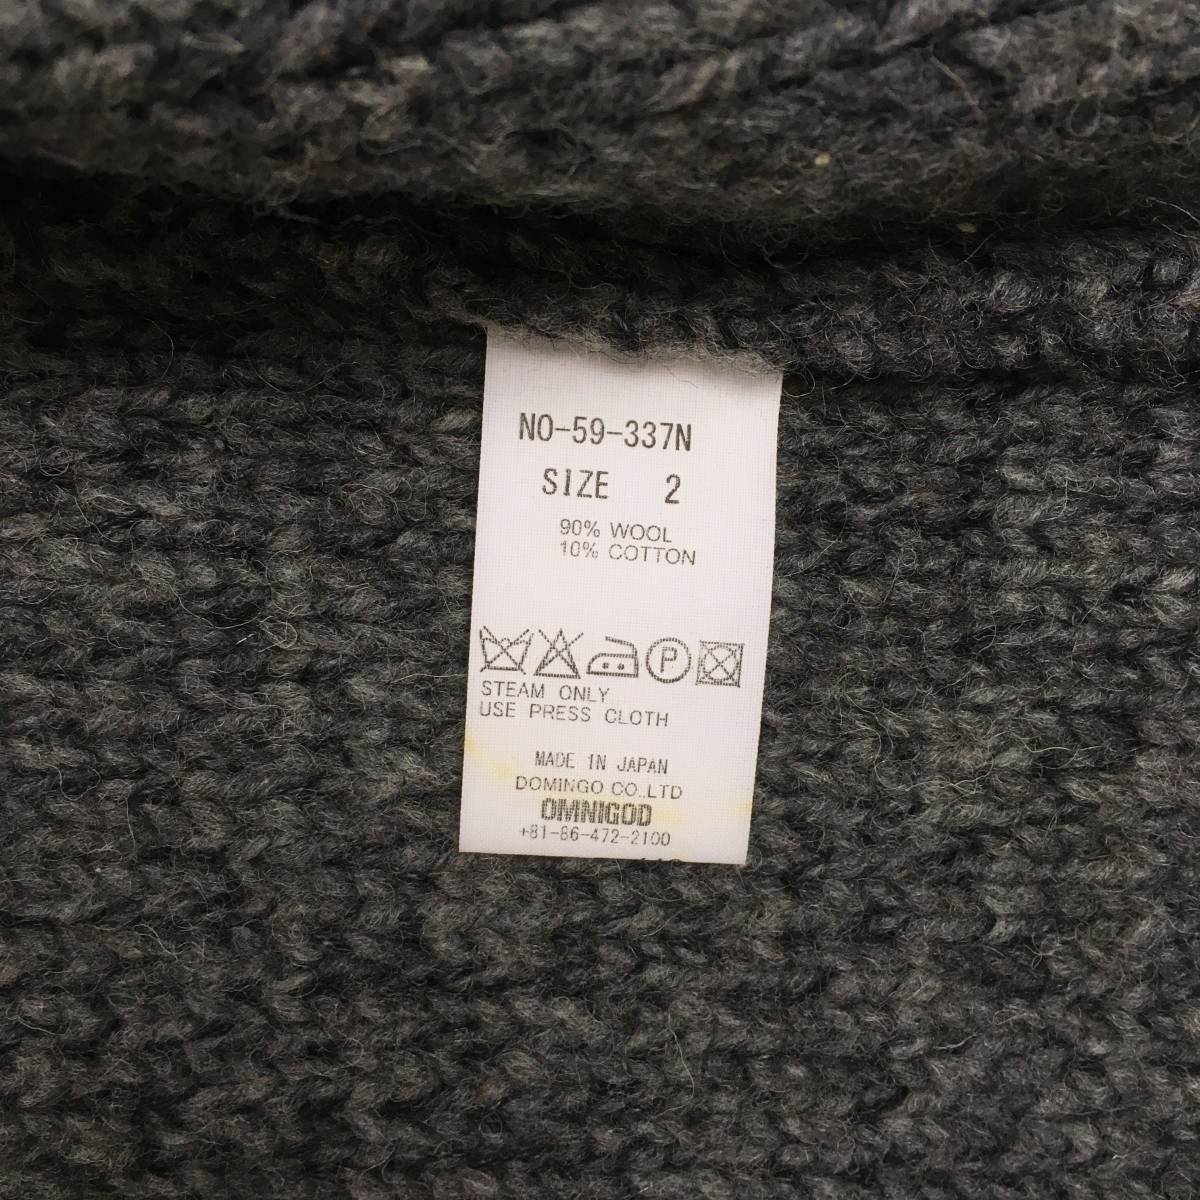 NO-59-337N
SIZE 2
90% WOOL
10% COTTON
P
STEAM ONLY
USE PRESS CLOTH
MADE IN JAPAN
DOMINGO CO.,LTD
OMNIGOD
+81-86-472-2100